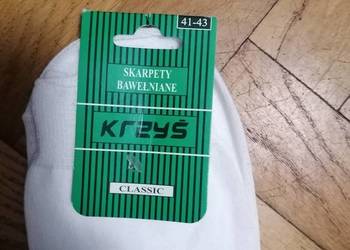 41-43
SKARPETY
BAWEŁNIANE
KRZYŚ
CLASSIC